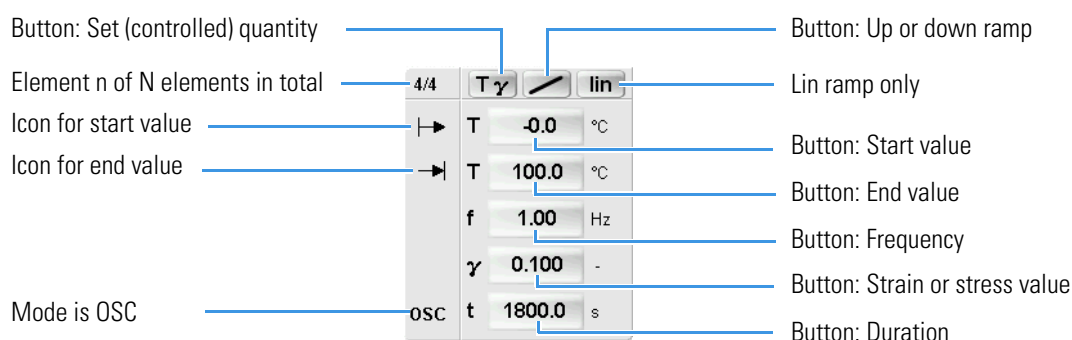 Button: Set (controlled) quantity
Button: Up or down ramp
Element n of N elements in total
4/4 T γ lin
Lin ramp only
Icon for start value
T -0.0 °C
Button: Start value
Icon for end value
T 100.0 °C
Button: End value
f 1.00 Hz
Button: Frequency
γ 0.100 -
Button: Strain or stress value
Mode is OSC
OSC t 1800.0 s
Button: Duration